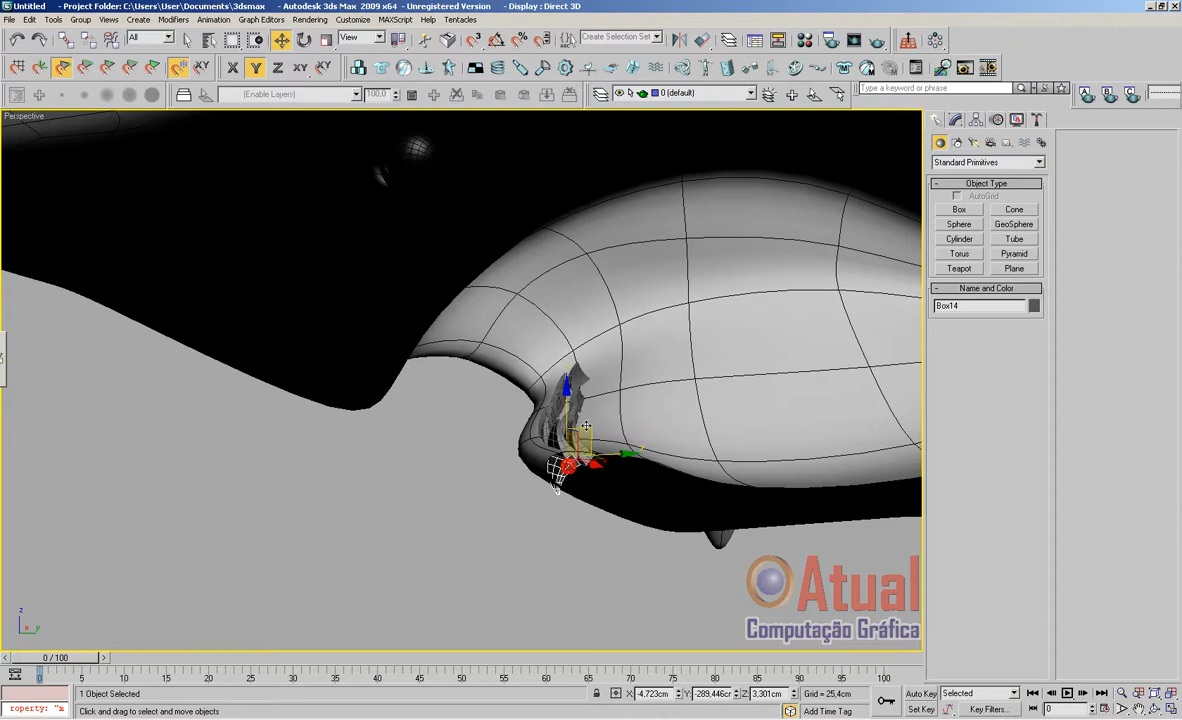 Untitled - Project Folder: C:\Users\User\Documents\3dsmax - Autodesk 3ds Max 2009 x64 - Unregistered Version - Display : Direct 3D
File Edit Tools Group Views Create Modifiers Animation Graph Editors Rendering Customize MAXScript Help Tentacles
All View Create Selection Set
X Y Z XY XY
(Enable Layers) 100,0 0 (default) Type a keyword or phrase
Perspective
Standard Primitives
- Object Type
AutoGrid
Box Cone
Sphere GeoSphere
Cylinder Tube
Torus Pyramid
Teapot Plane
- Name and Color
Box14
Atual
Computação Gráfica
z
x y
0 / 100
0 5 10 15 20 25 30 35 40 45 50 55 60 65 70 75 80 85 90 95 100
1 Object Selected X: -4,723cm Y: -289,446cm Z: 3,301cm Grid = 25,4cm Auto Key Selected
roperty: "m Click and drag to select and move objects Add Time Tag Set Key Key Filters... 0